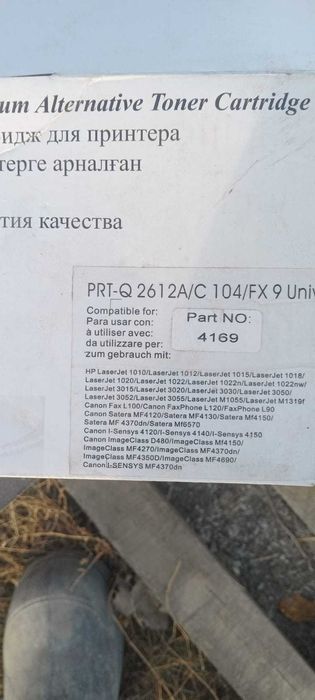 um Alternative Toner Cartridge
идж для принтера
терге арналған
тия качества
PRT-Q 2612A/C 104/FX 9 Univ
Compatible for:
Para usar con:
à utiliser avec:
da utilizzare per:
zum gebrauch mit:
Part NO:
4169
HP LaserJet 1010/LaserJet 1012/LaserJet 1015/LaserJet 1018/
LaserJet 1020/LaserJet 1022/LaserJet 1022n/LaserJet 1022nw/
LaserJet 3015/LaserJet 3020/LaserJet 3030/LaserJet 3050/
LaserJet 3052/LaserJet 3055/LaserJet M1055/LaserJet M1319f
Canon Fax L100/Canon FaxPhone L120/FaxPhone L90
Canon Satera MF4120/Satera MF4130/Satera Mf4150/
Satera MF 4370dn/Satera Mf6570
Canon I-Sensys 4120/I-Sensys 4140/I-Sensys 4150
Canon ImageClass D480/ImageClass Mf4150/
ImageClass MF4270/ImageClass MF4370dn/
ImageClass MF4350D/ImageClass MF4690/
Canon I-SENSYS MF4370dn